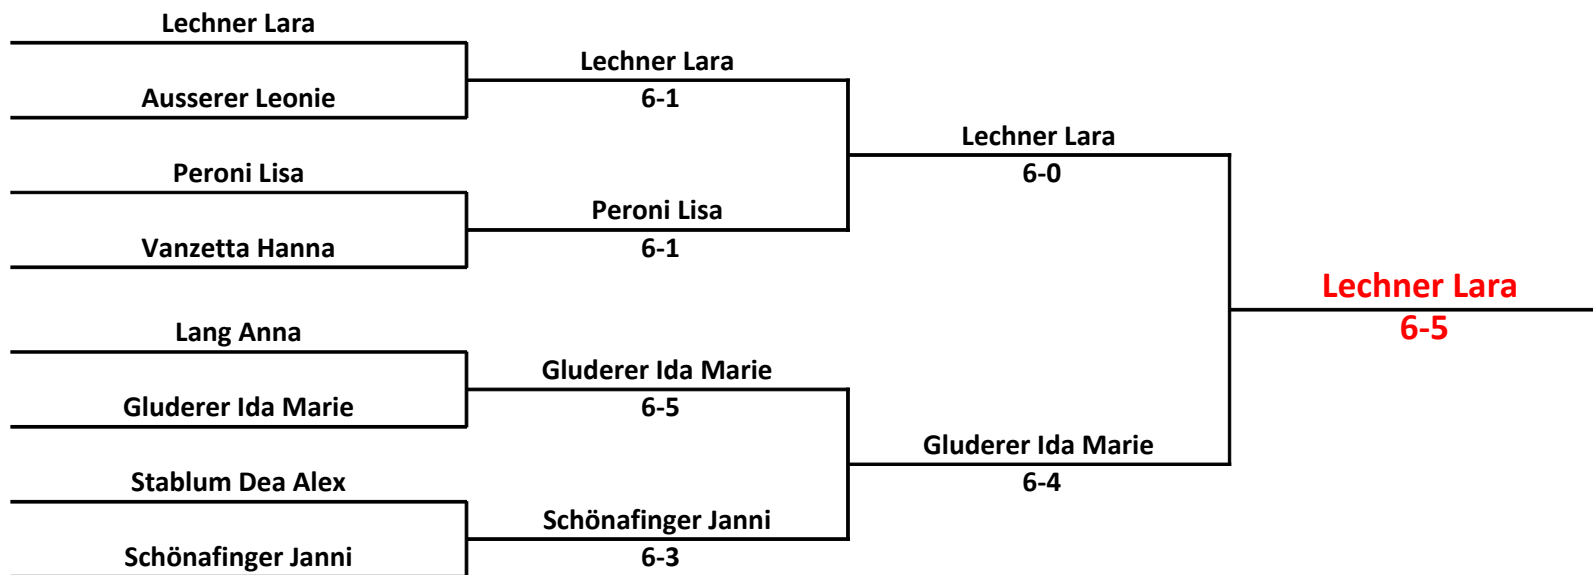 Lechner Lara
Ausserer Leonie
Peroni Lisa
Vanzetta Hanna
Lang Anna
Gluderer Ida Marie
Stablum Dea Alex
Schönafinger Janni
Lechner Lara
6-1
Peroni Lisa
6-1
Gluderer Ida Marie
6-5
Schönafinger Janni
6-3
Lechner Lara
6-0
Gluderer Ida Marie
6-4
Lechner Lara
6-5